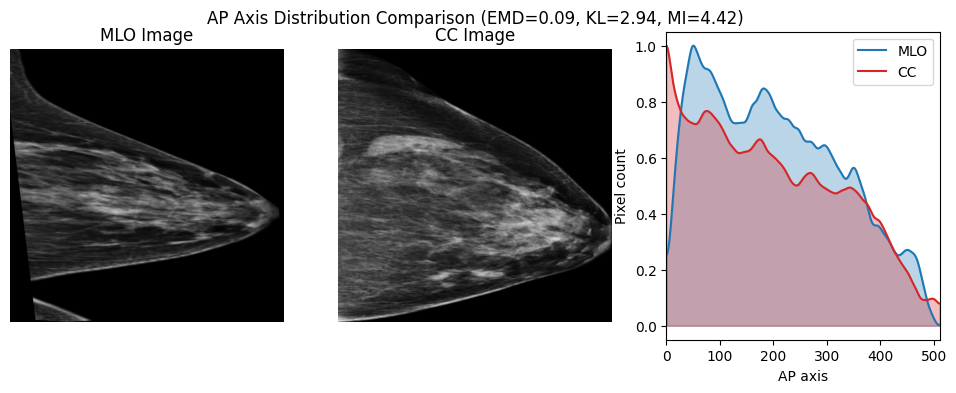 AP Axis Distribution Comparison (EMD=0.09, KL=2.94, MI=4.42)
MLO Image
CC Image
MLO
CC
Pixel count
1.0
0.8
0.6
0.4
0.2
0.0
0 100 200 300 400 500
AP axis